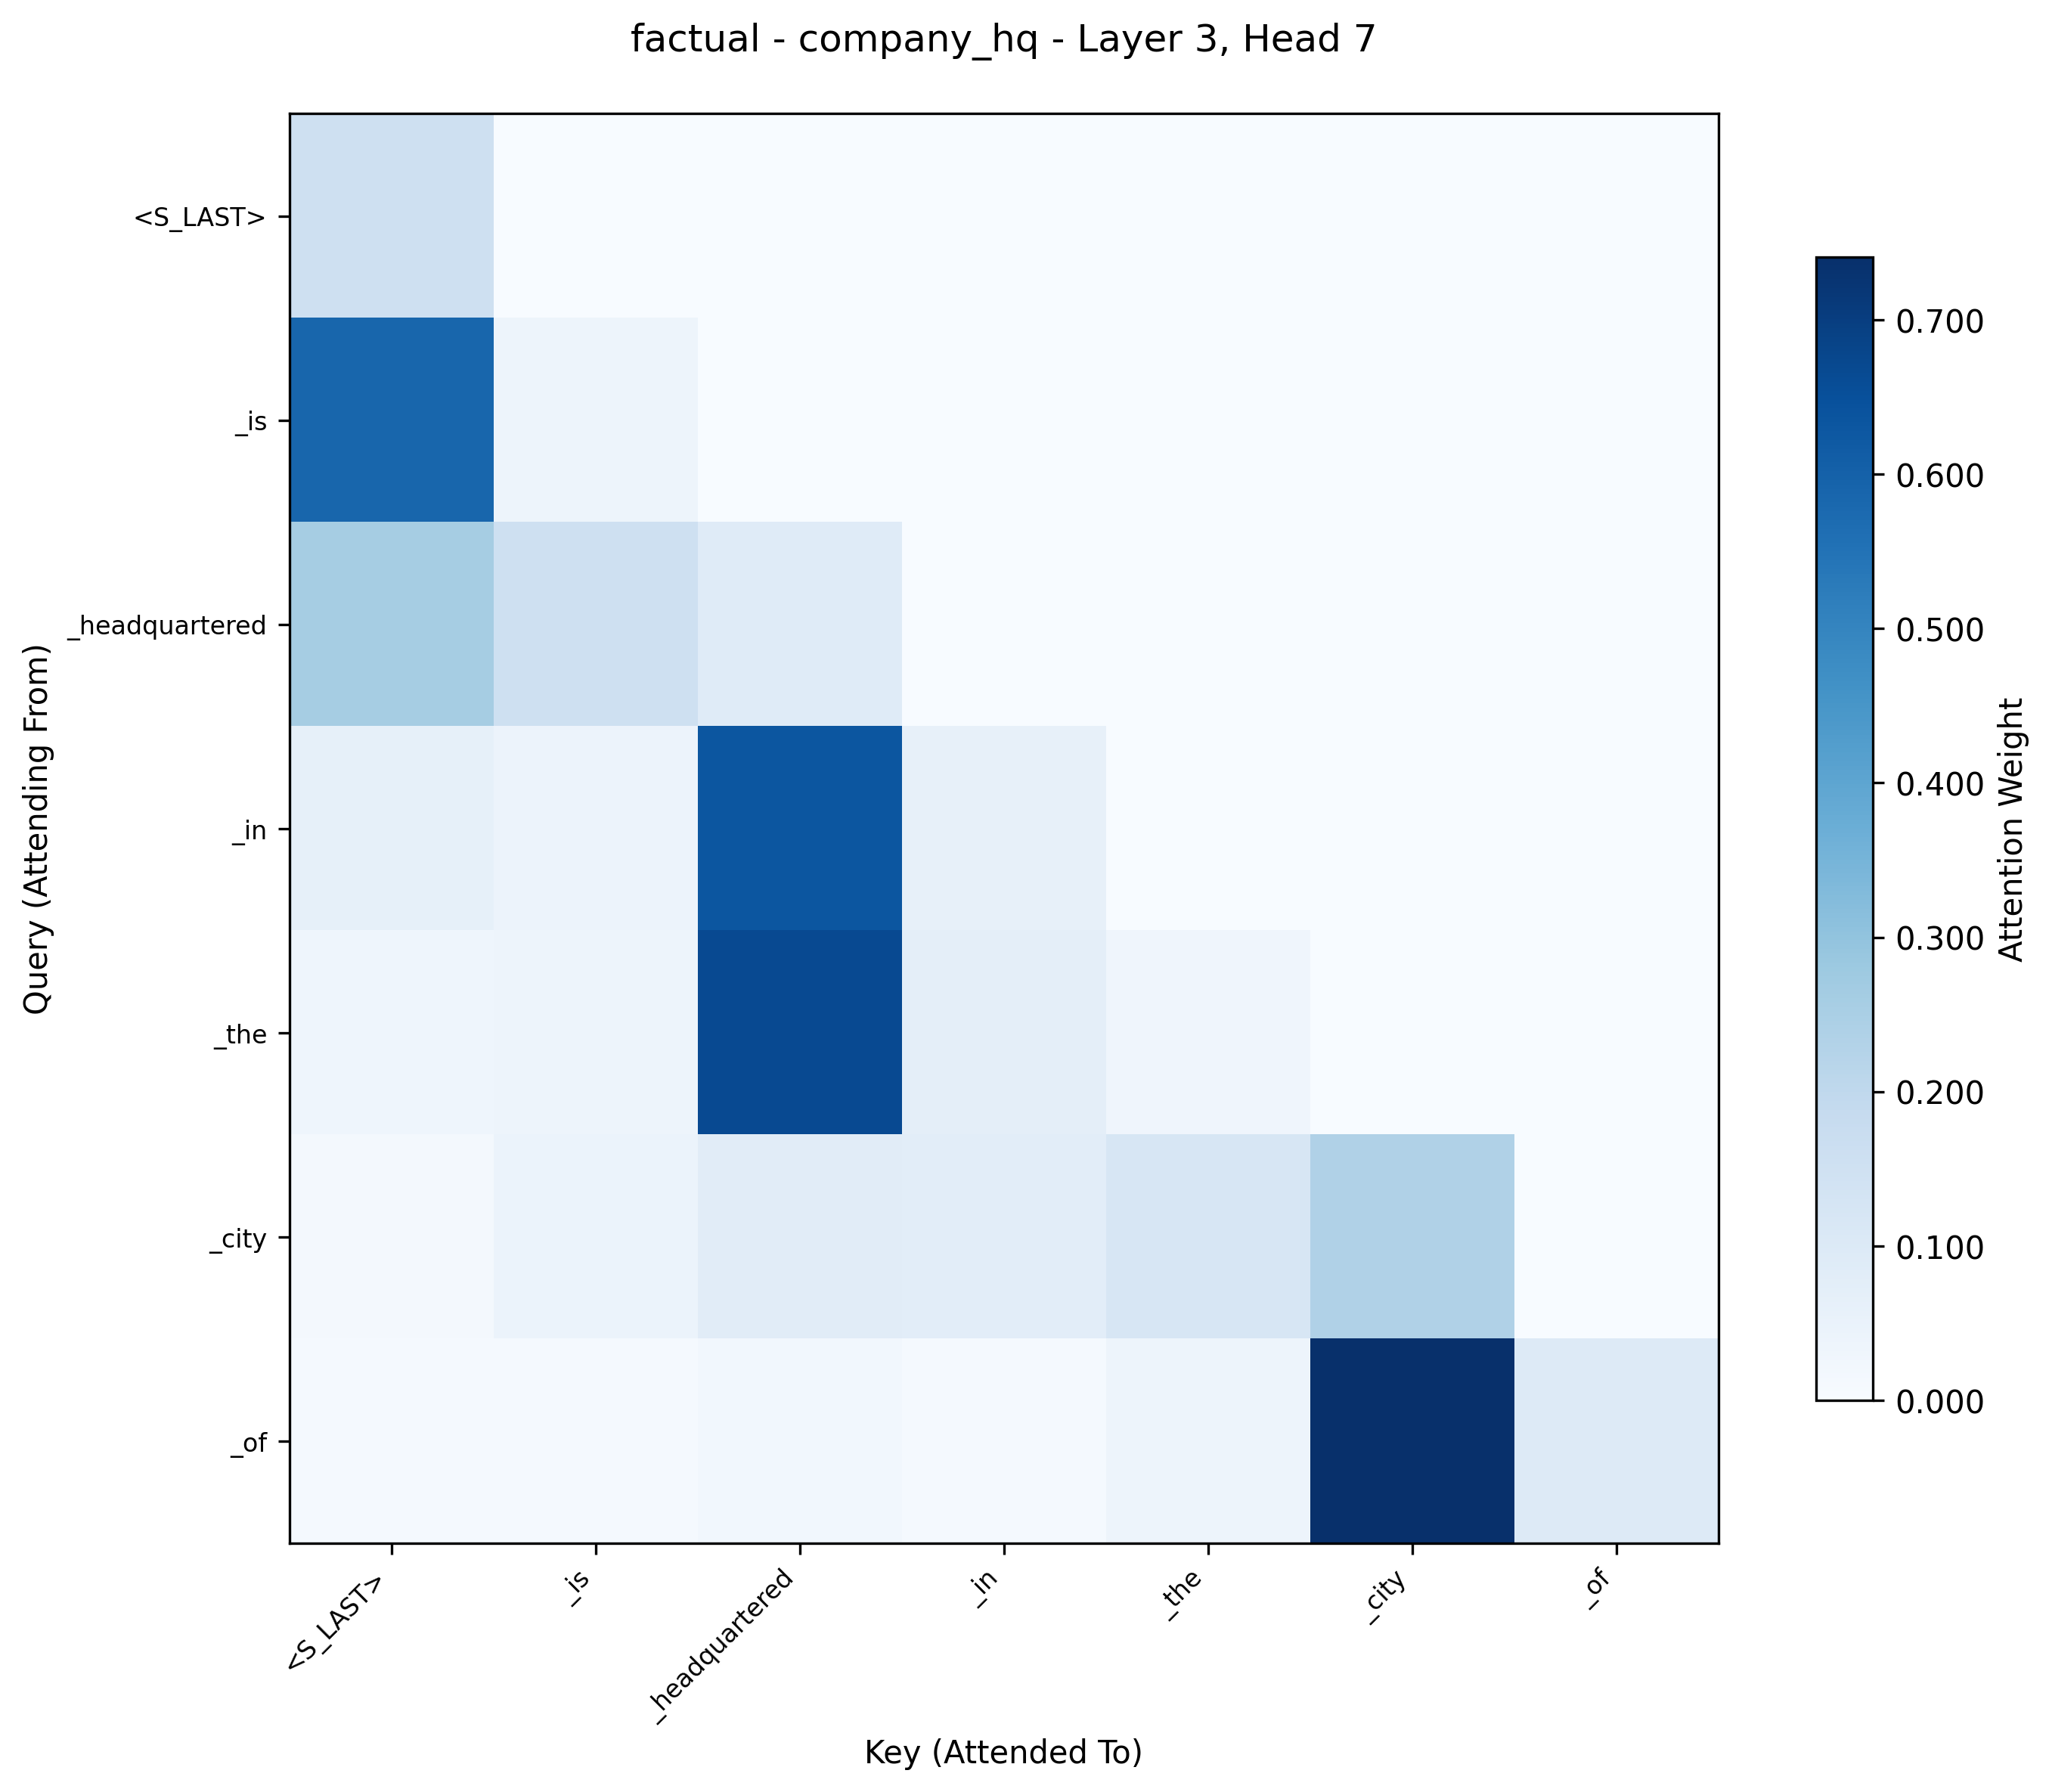 factual - company_hq - Layer 3, Head 7
Query (Attending From)
<S_LAST>
_is
_headquartered
_in
_the
_city
_of
<S_LAST>
_is
_headquartered
_in
_the
_city
_of
Key (Attended To)
0.700
0.600
0.500
0.400
0.300
0.200
0.100
0.000
Attention Weight